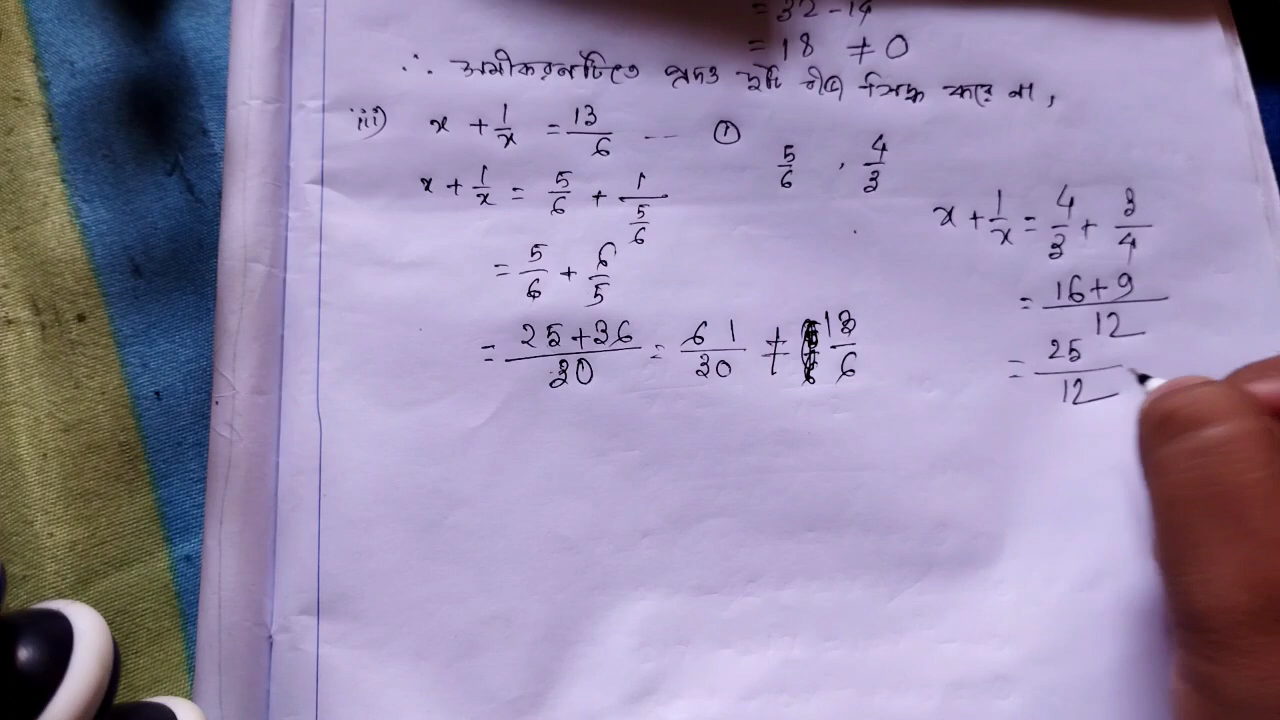 = 32 - 14
= 18 ≠ 0
∴ সমীকরণটিতে প্রদত্ত দুটি বীজ সিদ্ধ করে না,
iii) x + 1/x = 13/6 --- ①
5/6 , 4/3
x + 1/x = 5/6 + 1/(5/6)
= 5/6 + 6/5
= (25+36)/30 = 61/30 ≠ 13/6
x + 1/x = 4/3 + 3/4
= (16+9)/12
= 25/12